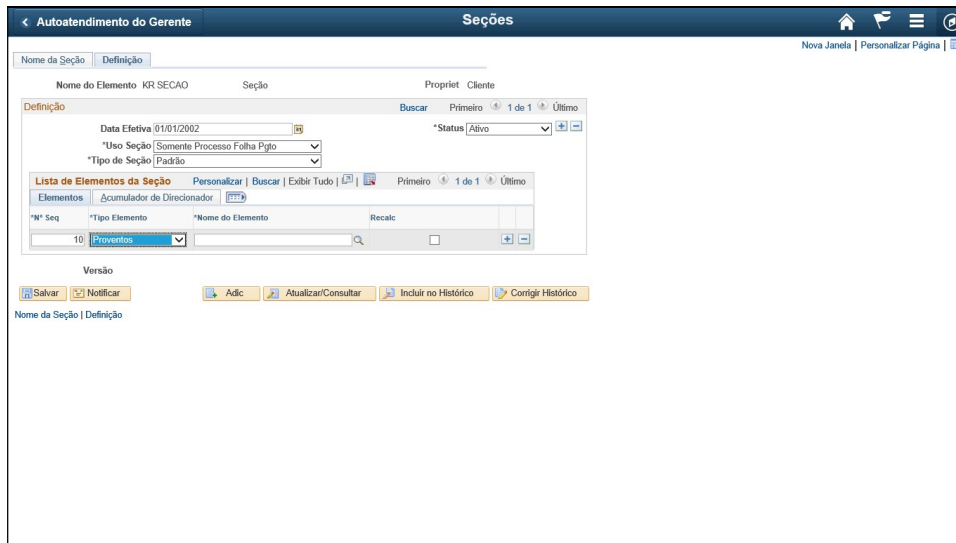 Autoatendimento do Gerente Seções
Nova Janela | Personalizar Página |
Nome da Seção Definição
Nome do Elemento KR SECAO Seção Propriet Cliente
Definição Buscar Primeiro 1 de 1 Último
Data Efetiva 01/01/2002 *Status Ativo
*Uso Seção Somente Processo Folha Pgto
*Tipo de Seção Padrão
Lista de Elementos da Seção Personalizar | Buscar | Exibir Tudo | | Primeiro 1 de 1 Último
Elementos Acumulador de Direcionador
*Nº Seq *Tipo Elemento *Nome do Elemento Recalc
10 Proventos
Versão
Salvar Notificar Adic Atualizar/Consultar Incluir no Histórico Corrigir Histórico
Nome da Seção | Definição